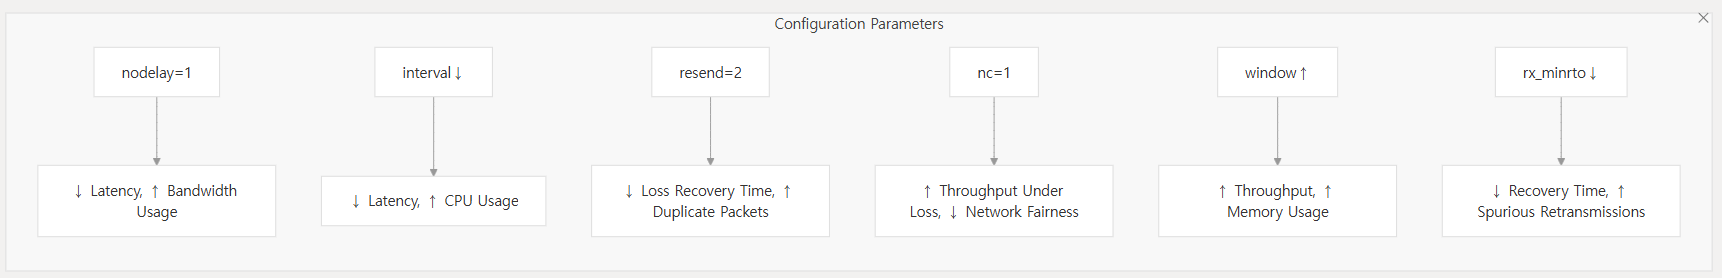 Configuration Parameters
nodelay=1
interval↓
resend=2
nc=1
window↑
rx_minrto↓
↓ Latency, ↑ Bandwidth
Usage
↓ Latency, ↑ CPU Usage
↓ Loss Recovery Time, ↑
Duplicate Packets
↑ Throughput Under
Loss, ↓ Network Fairness
↑ Throughput, ↑
Memory Usage
↓ Recovery Time, ↑
Spurious Retransmissions